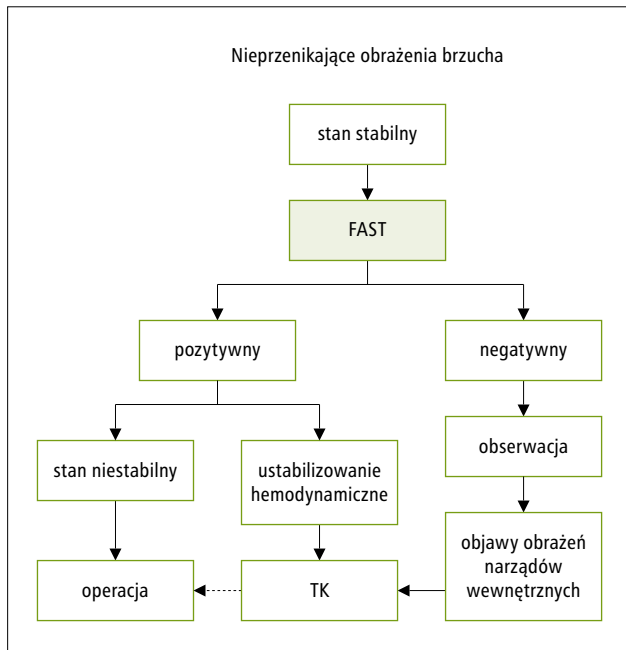 Nieprzenikające obrażenia brzucha
stan stabilny
FAST
pozytywny
negatywny
stan niestabilny
ustabilizowanie
hemodynamiczne
obserwacja
operacja
TK
objawy obrażeń
narządów
wewnętrznych